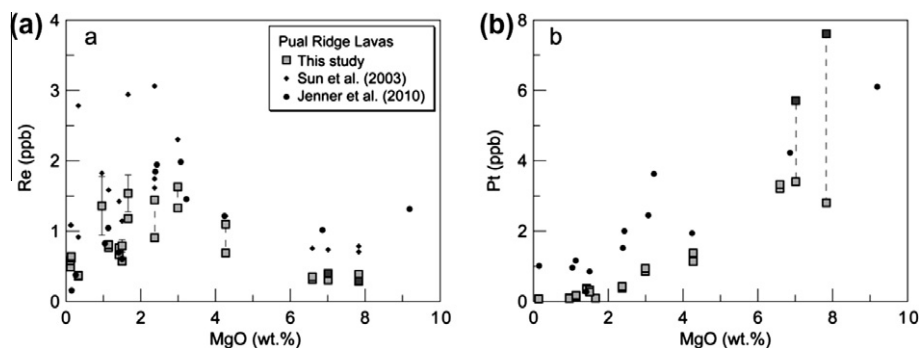 (a)
a
Pual Ridge Lavas
This study
Sun et al. (2003)
Jenner et al. (2010)
Re (ppb)
4
3
2
1
0
0 2 4 6 8 10
MgO (wt.%)
(b)
b
Pt (ppb)
8
6
4
2
0
0 2 4 6 8 10
MgO (wt.%)